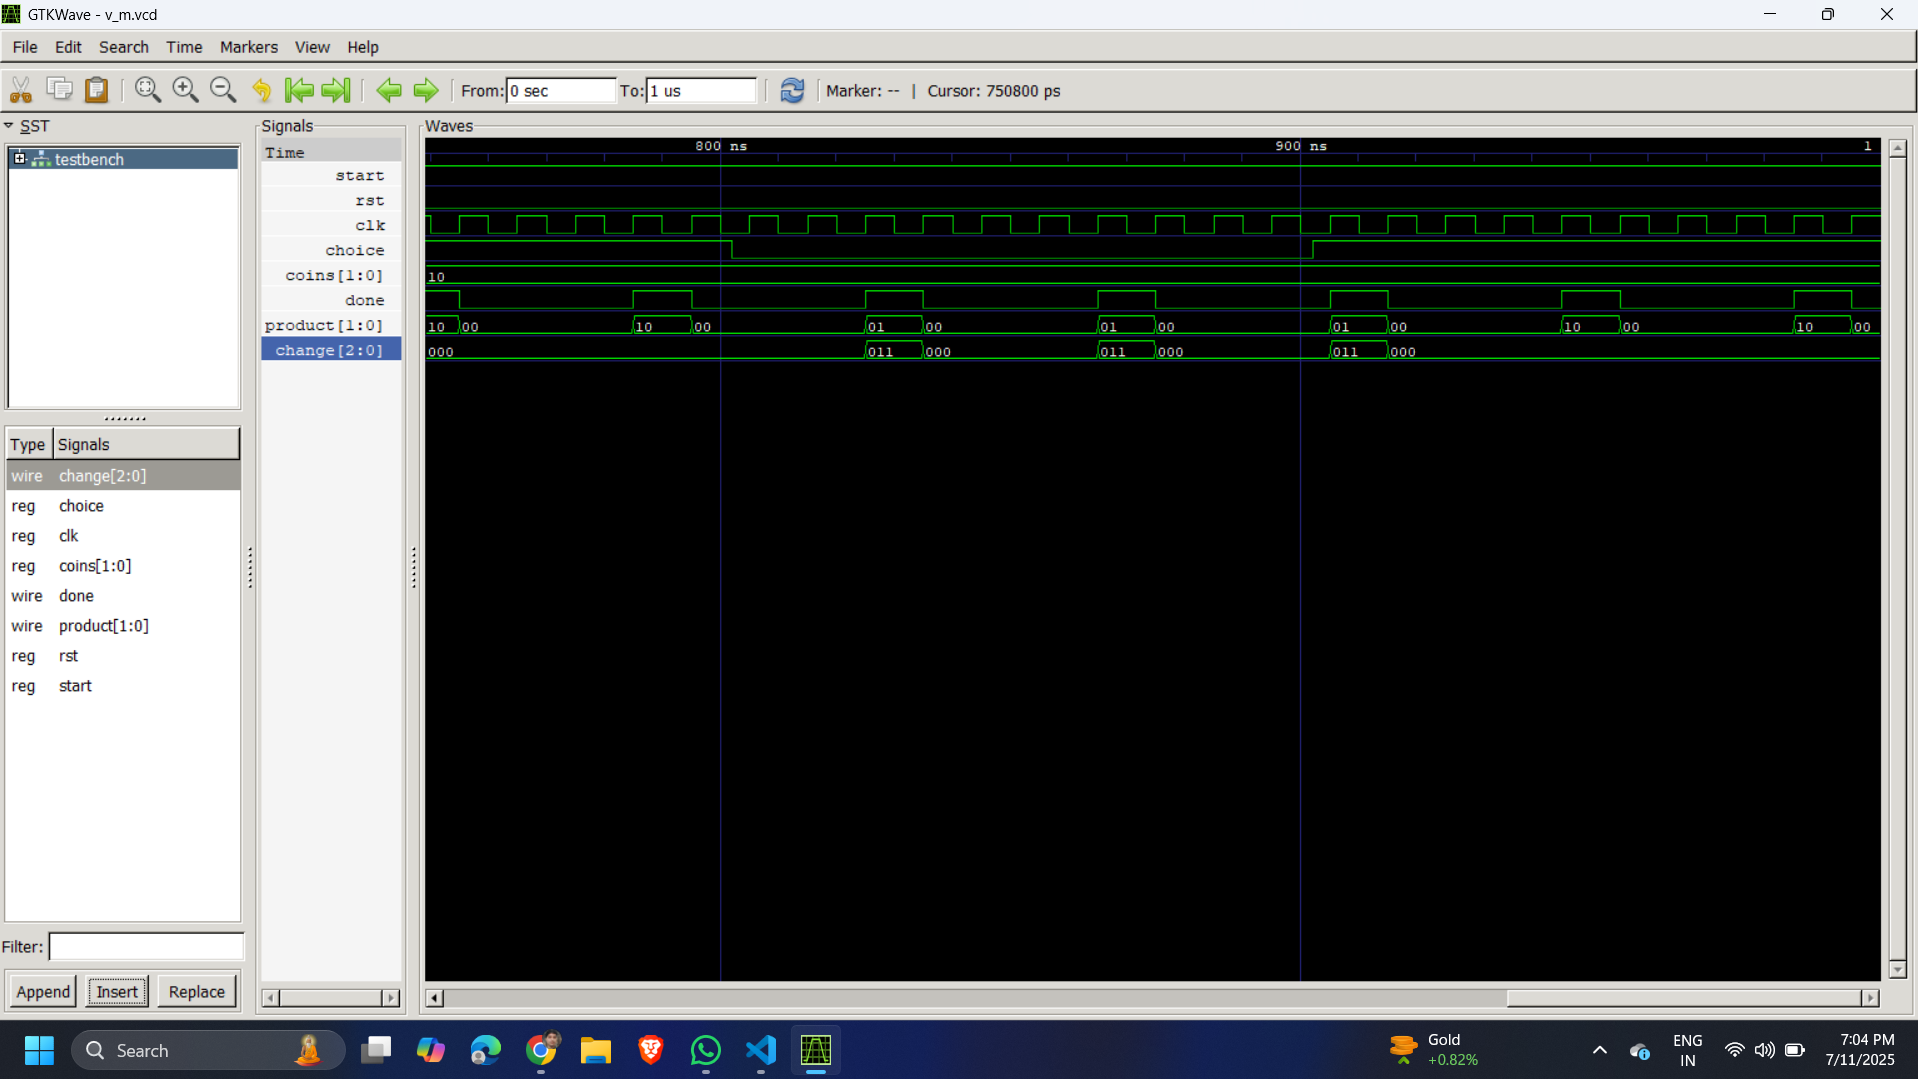 GTKWave - v_m.vcd
File Edit Search Time Markers View Help
From: 0 sec To: 1 us Marker: -- | Cursor: 750800 ps
SST
testbench
Type Signals
wire change[2:0]
reg choice
reg clk
reg coins[1:0]
wire done
wire product[1:0]
reg rst
reg start
Filter:
Append Insert Replace
Signals
Time
start
rst
clk
choice
coins[1:0]
done
product[1:0]
change[2:0]
Waves
800 ns 900 ns 1
10
10 00 10 00 01 00 01 00 01 00 10 00 10 00
000 011 000 011 000 011 000
Search
Gold
+0.82%
ENG
IN
7:04 PM
7/11/2025